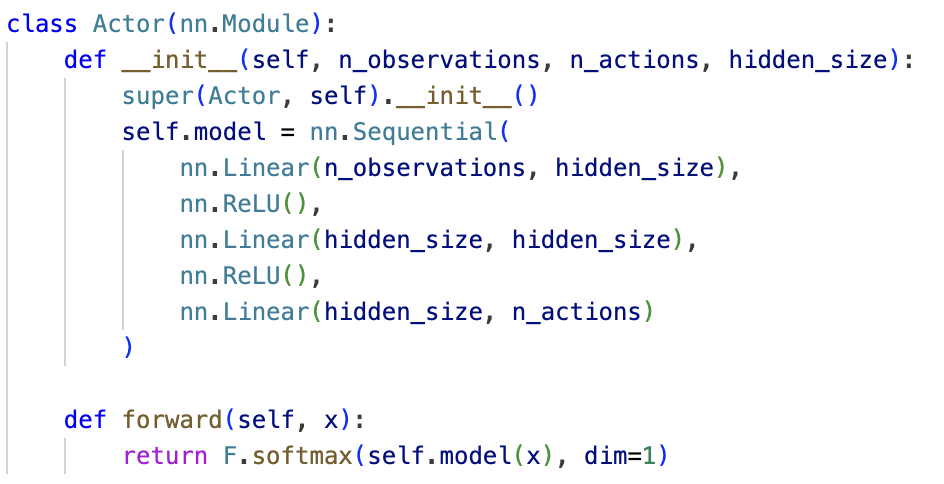 class Actor(nn.Module):
    def __init__(self, n_observations, n_actions, hidden_size):
        super(Actor, self).__init__()
        self.model = nn.Sequential(
            nn.Linear(n_observations, hidden_size),
            nn.ReLU(),
            nn.Linear(hidden_size, hidden_size),
            nn.ReLU(),
            nn.Linear(hidden_size, n_actions)
        )

    def forward(self, x):
        return F.softmax(self.model(x), dim=1)